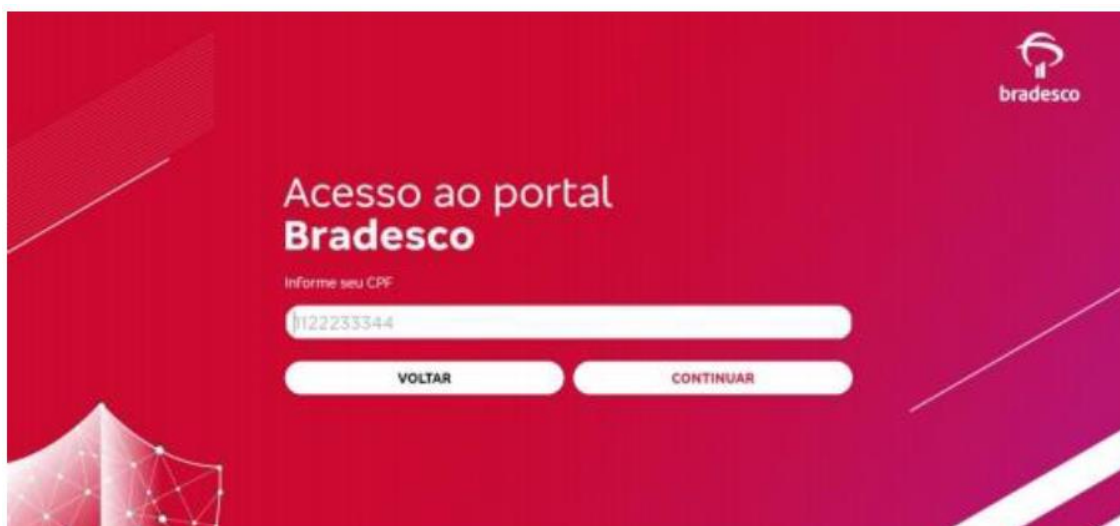 bradesco
Acesso ao portal
Bradesco
Informe seu CPF
1122233344
VOLTAR
CONTINUAR